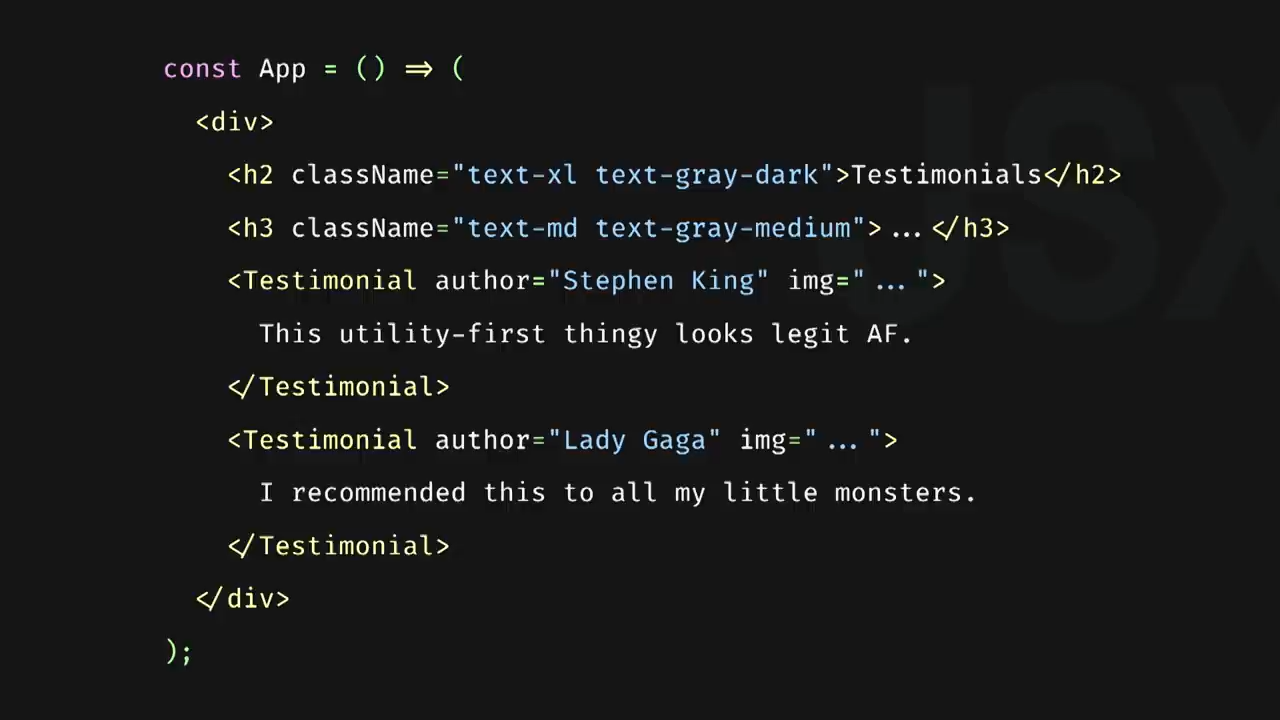 const App = () => (
<div>
<h2 className="text-xl text-gray-dark">Testimonials</h2>
<h3 className="text-md text-gray-medium">...</h3>
<Testimonial author="Stephen King" img="...">
This utility-first thingy looks legit AF.
</Testimonial>
<Testimonial author="Lady Gaga" img="...">
I recommended this to all my little monsters.
</Testimonial>
</div>
);
JSX